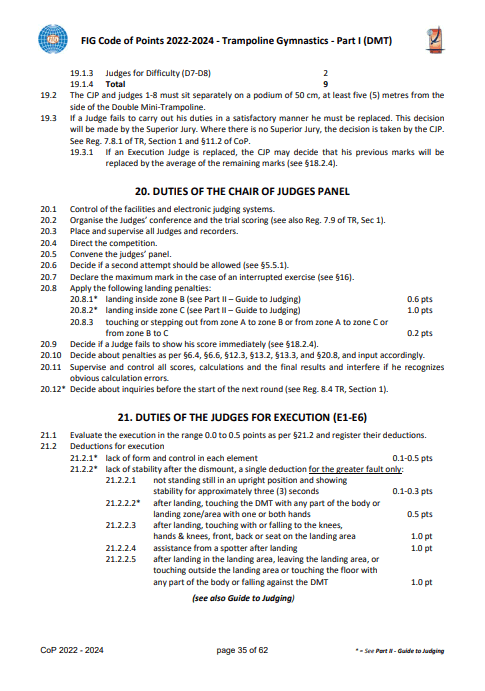 FIG Code of Points 2022-2024 - Trampoline Gymnastics - Part I (DMT)
19.1.3 Judges for Difficulty (D7-D8) 2
19.1.4 Total 9
19.2 The CJP and judges 1-8 must sit separately on a podium of 50 cm, at least five (5) metres from the
side of the Double Mini-Trampoline.
19.3 If a Judge fails to carry out his duties in a satisfactory manner he must be replaced. This decision
will be made by the Superior Jury. Where there is no Superior Jury, the decision is taken by the CJP.
See Reg. 7.8.1 of TR, Section 1 and §11.2 of CoP.
19.3.1 If an Execution Judge is replaced, the CJP may decide that his previous marks will be
replaced by the average of the remaining marks (see §18.2.4).
20. DUTIES OF THE CHAIR OF JUDGES PANEL
20.1 Control of the facilities and electronic judging systems.
20.2 Organise the Judges' conference and the trial scoring (see also Reg. 7.9 of TR, Sec 1).
20.3 Place and supervise all Judges and recorders.
20.4 Direct the competition.
20.5 Convene the judges' panel.
20.6 Decide if a second attempt should be allowed (see §5.5.1).
20.7 Declare the maximum mark in the case of an interrupted exercise (see §16).
20.8 Apply the following landing penalties:
20.8.1* landing inside zone B (see Part II – Guide to Judging) 0.6 pts
20.8.2* landing inside zone C (see Part II – Guide to Judging) 1.0 pts
20.8.3 touching or stepping out from zone A to zone B or from zone A to zone C or
from zone B to C 0.2 pts
20.9 Decide if a Judge fails to show his score immediately (see §18.2.4).
20.10 Decide about penalties as per §6.4, §6.6, §12.3, §13.2, §13.3, and §20.8, and input accordingly.
20.11 Supervise and control all scores, calculations and the final results and interfere if he recognizes
obvious calculation errors.
20.12* Decide about inquiries before the start of the next round (see Reg. 8.4 TR, Section 1).
21. DUTIES OF THE JUDGES FOR EXECUTION (E1-E6)
21.1 Evaluate the execution in the range 0.0 to 0.5 points as per §21.2 and register their deductions.
21.2 Deductions for execution
21.2.1* lack of form and control in each element 0.1-0.5 pts
21.2.2* lack of stability after the dismount, a single deduction for the greater fault only:
21.2.2.1 not standing still in an upright position and showing
stability for approximately three (3) seconds 0.1-0.3 pts
21.2.2.2* after landing, touching the DMT with any part of the body or
landing zone/area with one or both hands 0.5 pts
21.2.2.3 after landing, touching with or falling to the knees,
hands & knees, front, back or seat on the landing area 1.0 pt
21.2.2.4 assistance from a spotter after landing 1.0 pt
21.2.2.5 after landing in the landing area, leaving the landing area, or
touching outside the landing area or touching the floor with
any part of the body or falling against the DMT 1.0 pt
(see also Guide to Judging)
CoP 2022 - 2024 page 35 of 62 * = See Part II - Guide to Judging